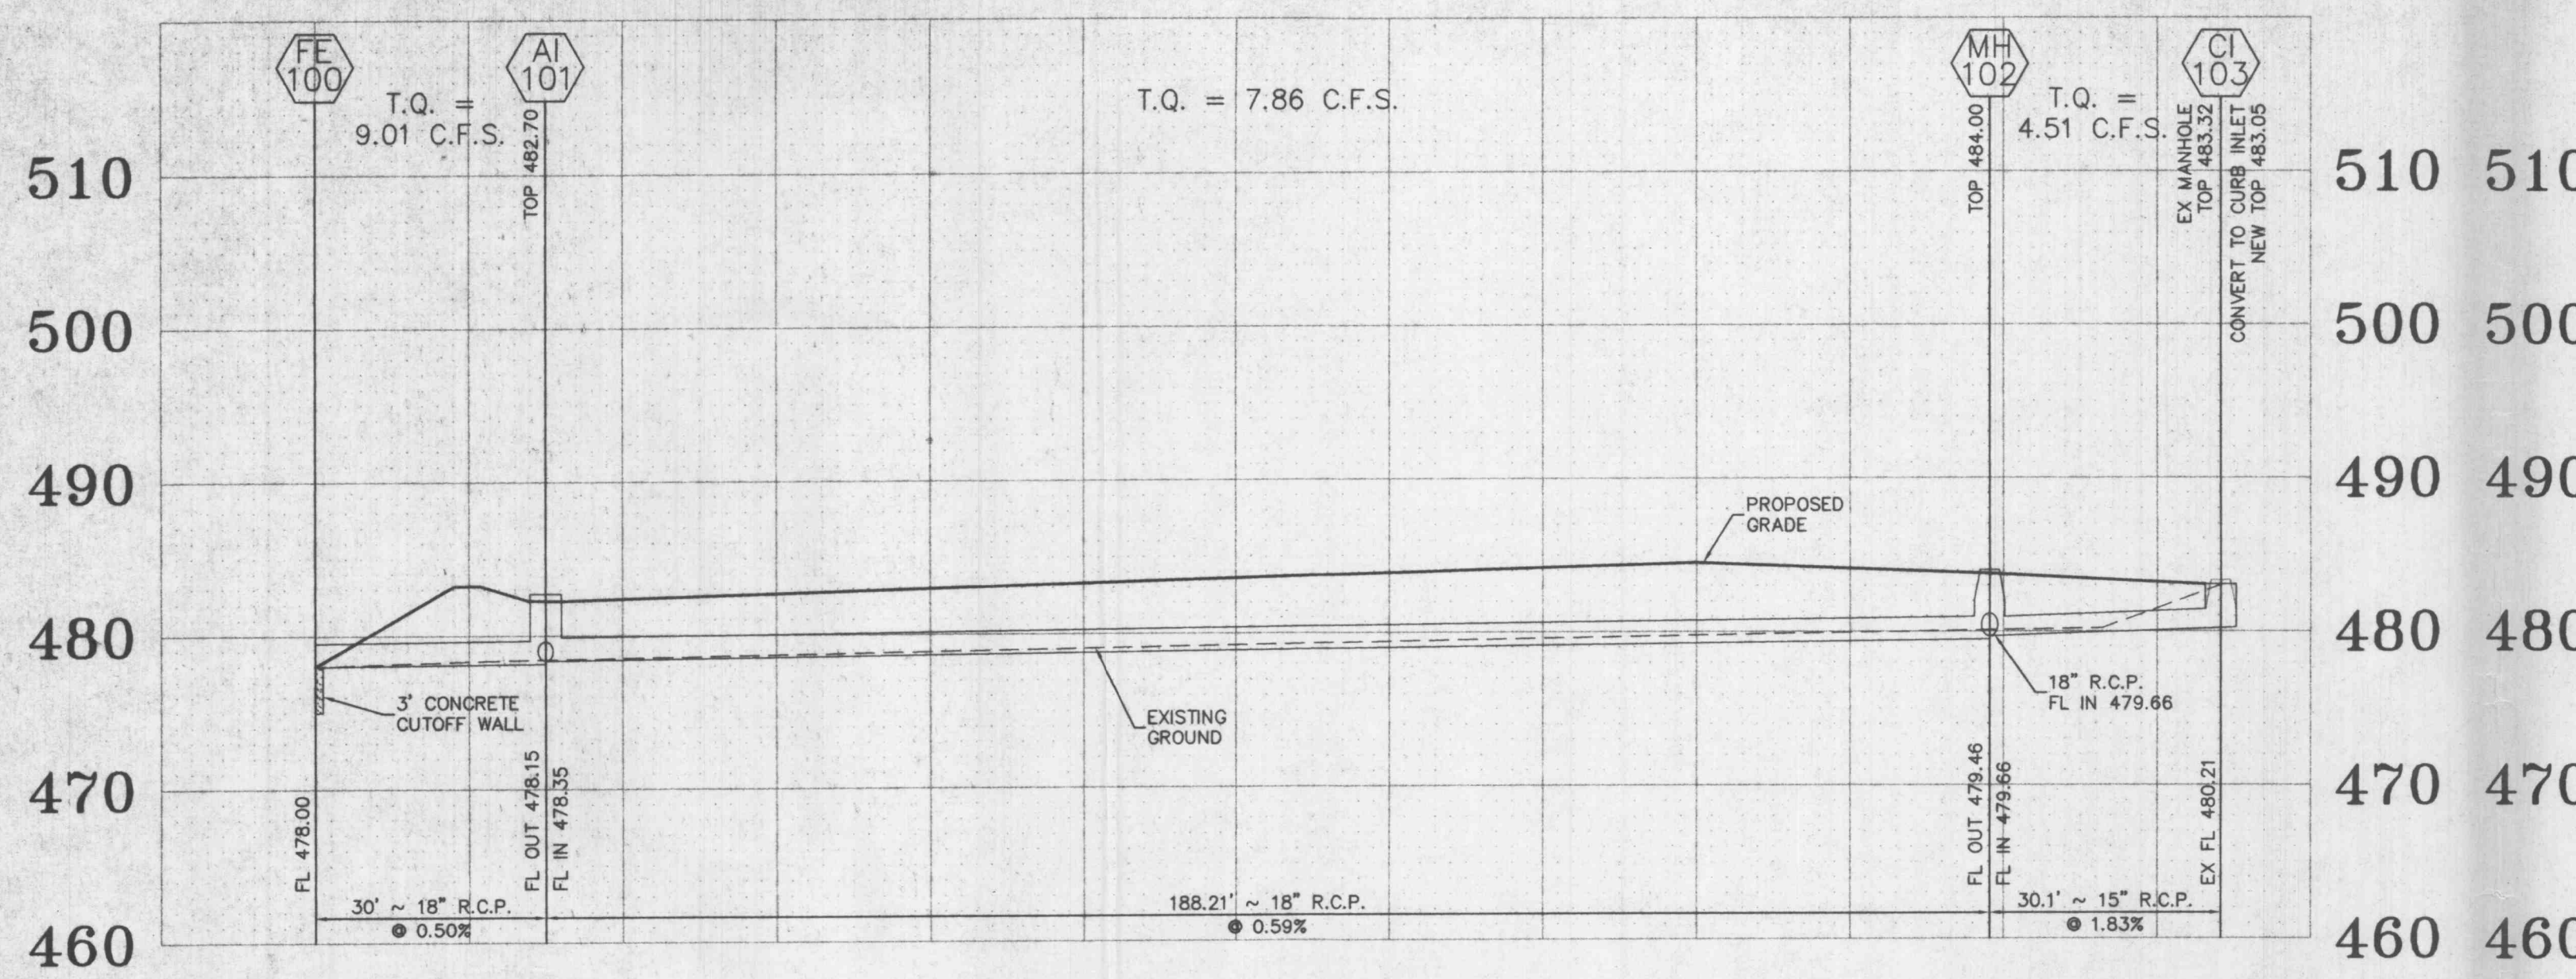 FE
100
T.Q. =
9.01 C.F.S.
AI
101
TOP 482.70
T.Q. = 7.86 C.F.S.
MH
102
TOP 484.00
T.Q. =
4.51 C.F.S.
CI
103
EX MANHOLE
TOP 483.32
CONVERT TO CURB INLET
NEW TOP 483.05
510
510
510
500
500
500
490
490
490
PROPOSED
GRADE
480
480
480
3' CONCRETE
CUTOFF WALL
EXISTING
GROUND
18" R.C.P.
FL IN 479.66
470
470
470
FL 478.00
FL OUT 478.15
FL IN 478.35
FL OUT 479.46
FL IN 479.66
EX FL 480.21
30' ~ 18" R.C.P.
@ 0.50%
188.21' ~ 18" R.C.P.
@ 0.59%
30.1' ~ 15" R.C.P.
@ 1.83%
460
460
460